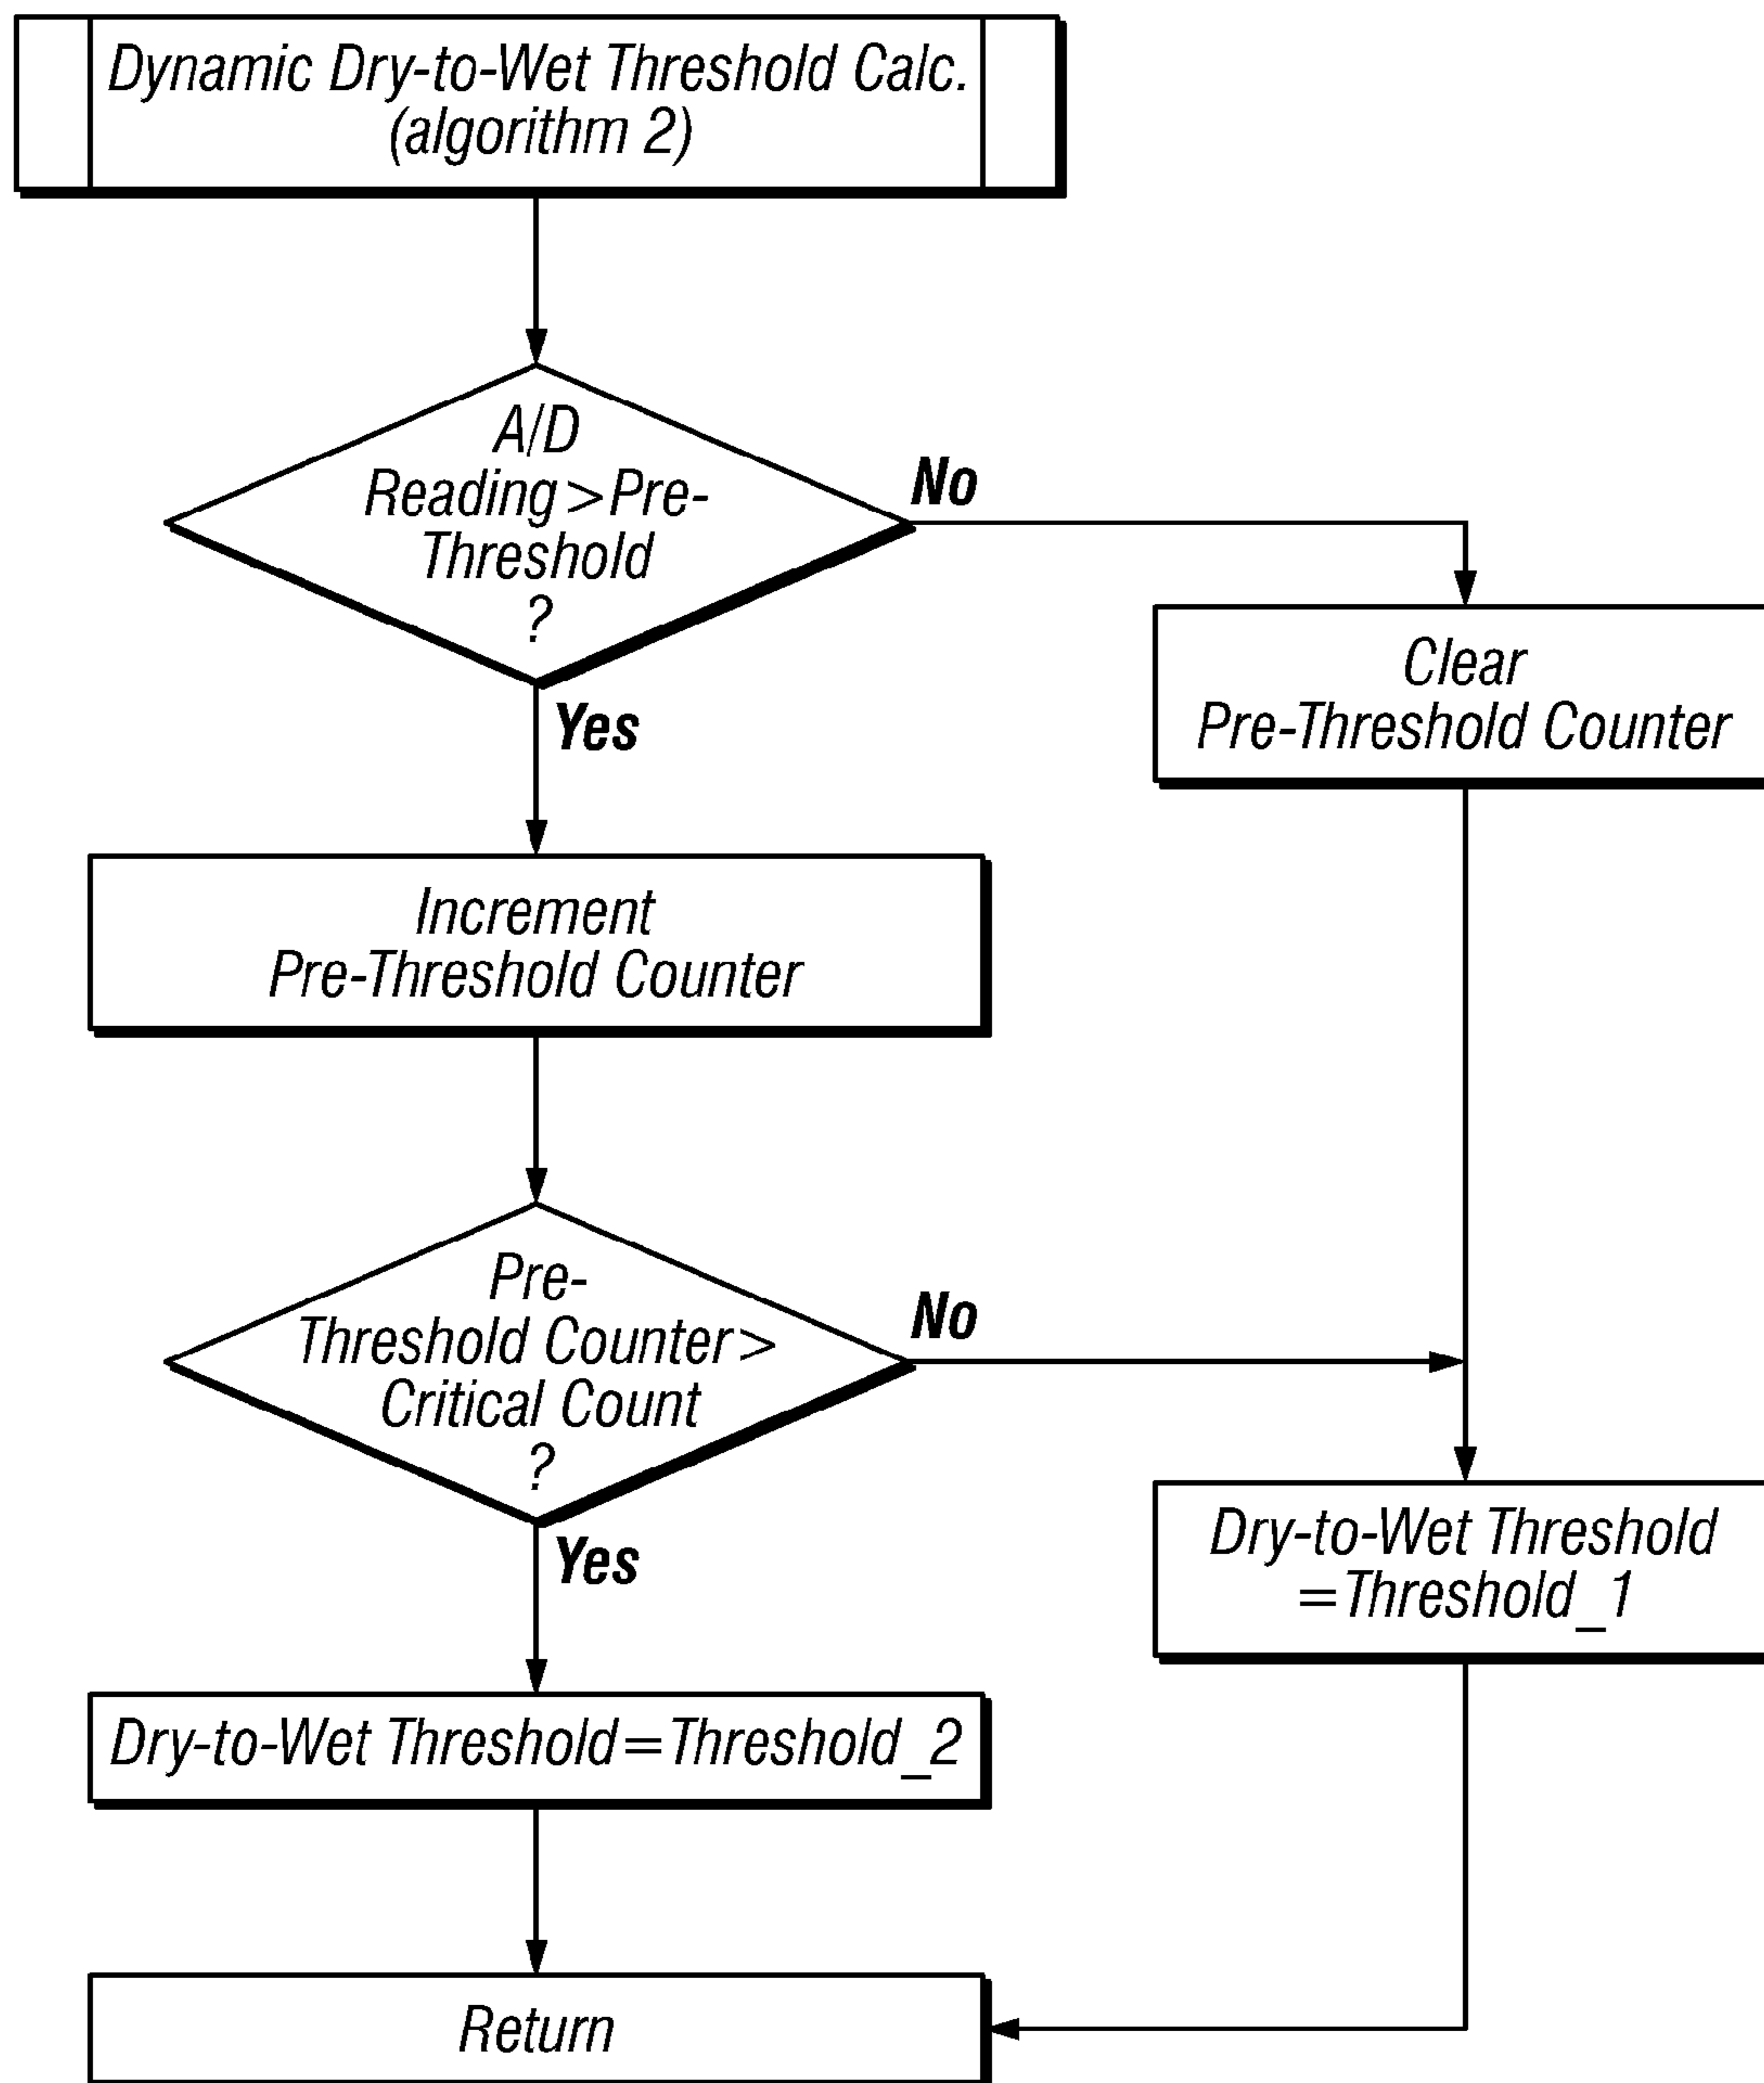 Dynamic Dry-to-Wet Threshold Calc.
(algorithm 2)
A/D
Reading>Pre-
Threshold
?
No
Yes
Clear
Pre-Threshold Counter
Increment
Pre-Threshold Counter
Pre-
Threshold Counter>
Critical Count
?
No
Yes
Dry-to-Wet Threshold
=Threshold_1
Dry-to-Wet Threshold=Threshold_2
Return